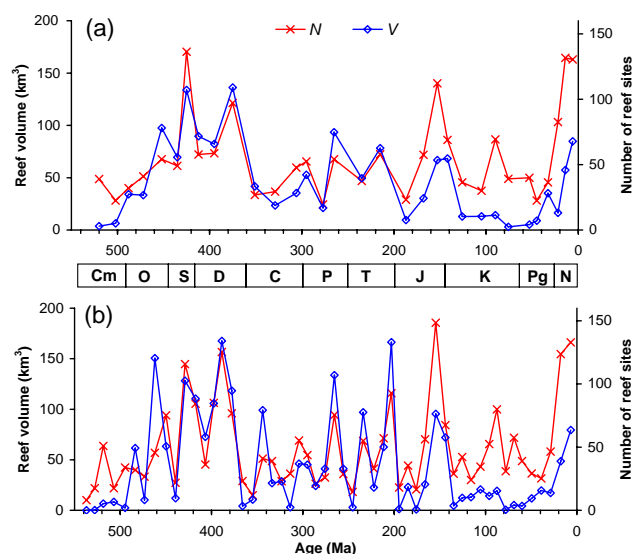 (a)
N V
Reef volume (km³)
200
150
100
50
0
Number of reef sites
150
100
50
0
500 400 300 200 100 0
Cm O S D C P T J K Pg N
(b)
Reef volume (km³)
200
150
100
50
0
Number of reef sites
150
100
50
0
500 400 300 200 100 0
Age (Ma)